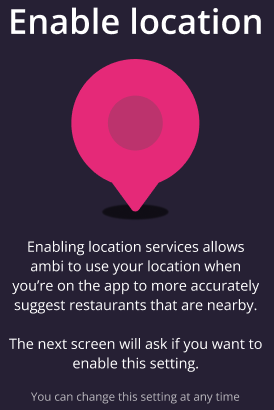 Enable location
Enabling location services allows
ambi to use your location when
you're on the app to more accurately
suggest restaurants that are nearby.
The next screen will ask if you want to
enable this setting.
You can change this setting at any time